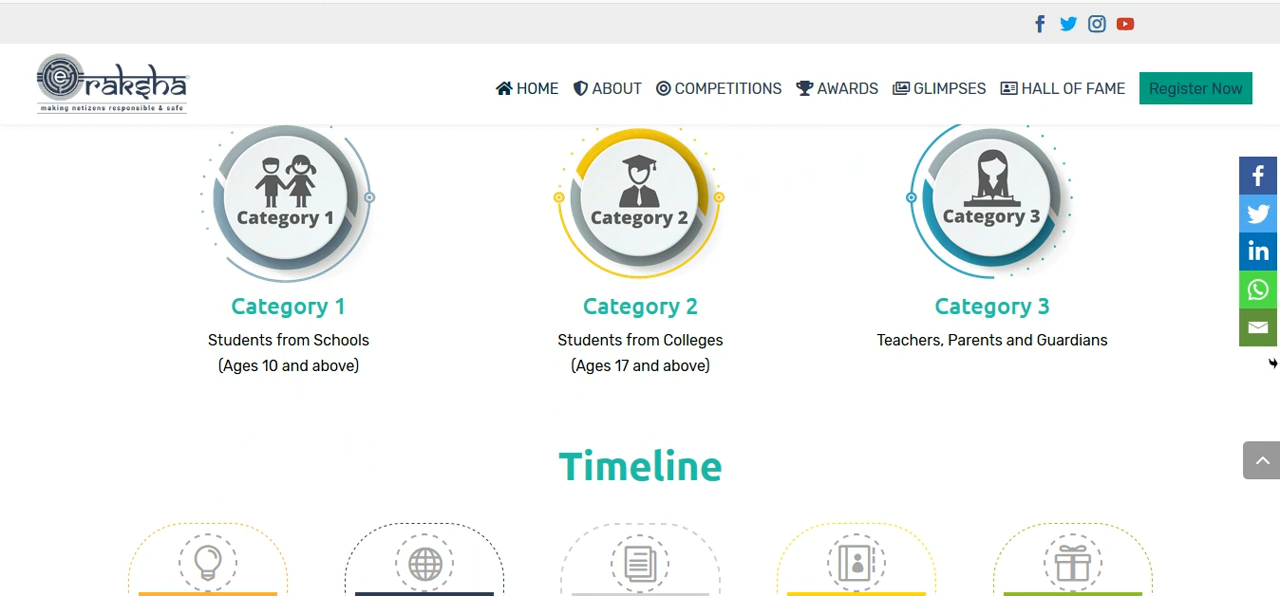 eraksha
making netizens responsible & safe
HOME ABOUT COMPETITIONS AWARDS GLIMPSES HALL OF FAME Register Now
Category 1 Category 2 Category 3
Category 1 Category 2 Category 3
Students from Schools Students from Colleges Teachers, Parents and Guardians
(Ages 10 and above) (Ages 17 and above)
Timeline